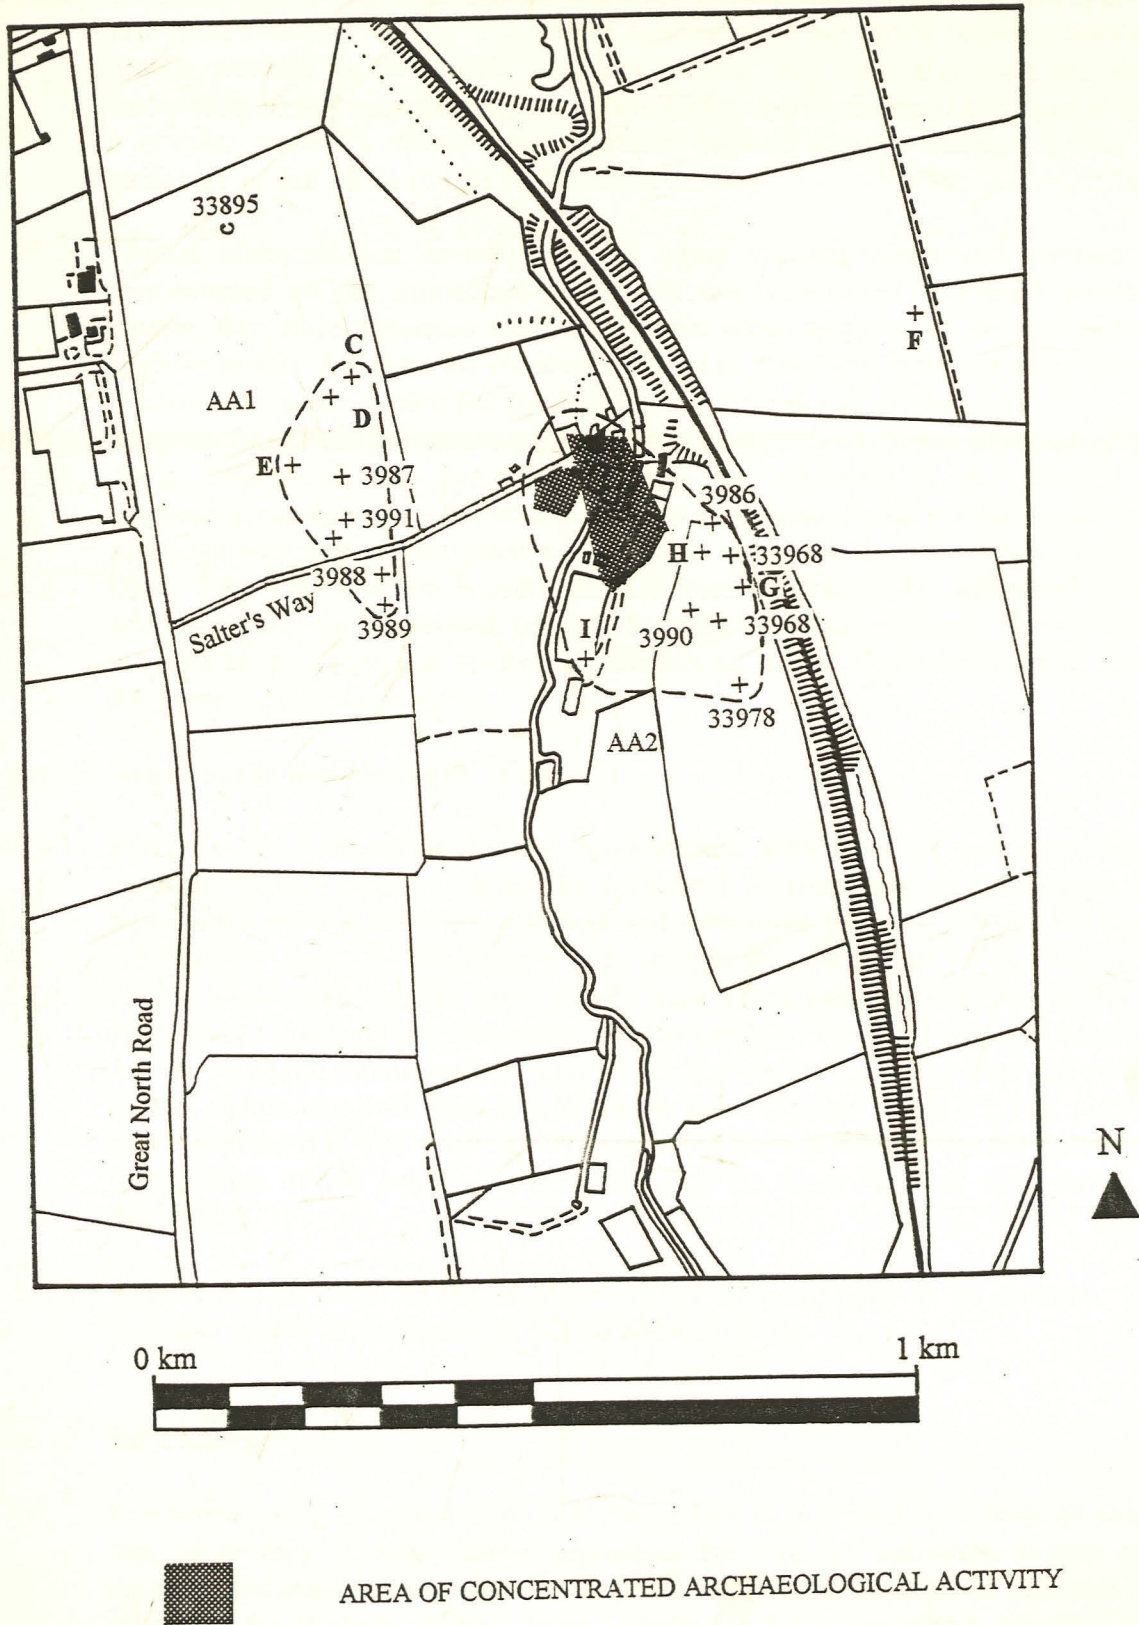 33895
c
C
AA1
D
F
E
3987
3991
3986
H
33968
3988
G
Salter's Way
I
3989
3990
33968
33978
AA2
Great North Road
N
0 km
1 km
AREA OF CONCENTRATED ARCHAEOLOGICAL ACTIVITY